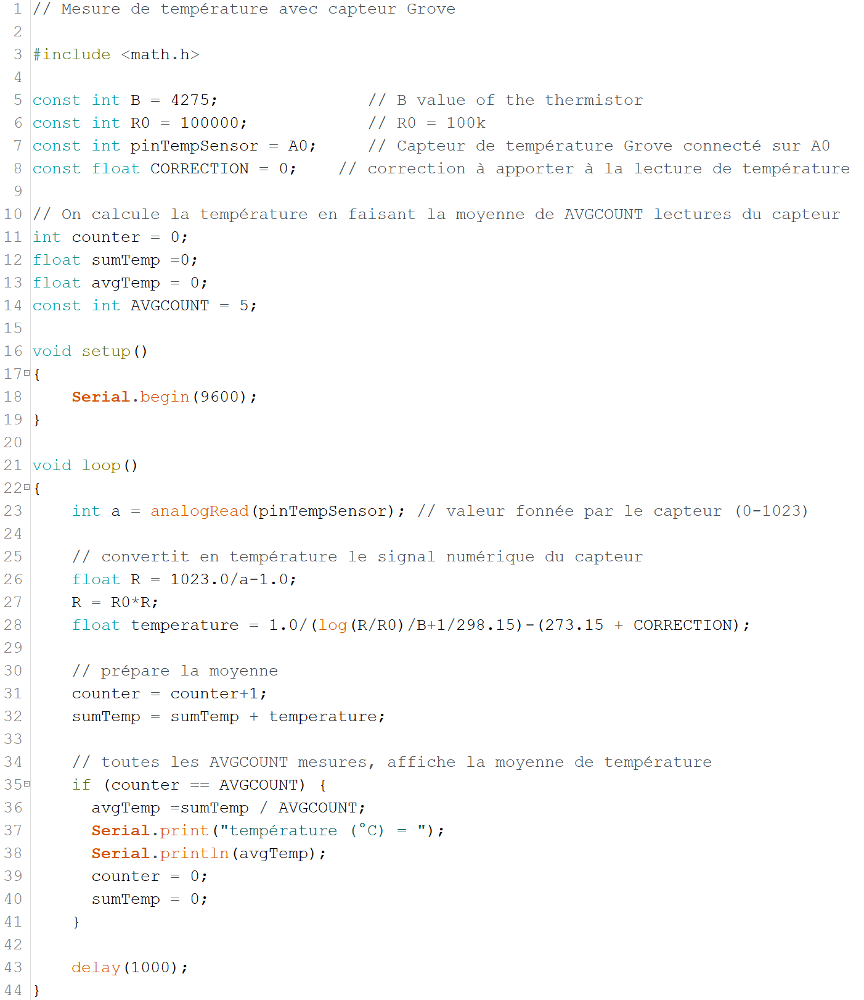 1 // Mesure de température avec capteur Grove
2
3 #include <math.h>
4
5 const int B = 4275;               // B value of the thermistor
6 const int R0 = 100000;            // R0 = 100k
7 const int pinTempSensor = A0;     // Capteur de température Grove connecté sur A0
8 const float CORRECTION = 0;    // correction à apporter à la lecture de température
9
10 // On calcule la température en faisant la moyenne de AVGCOUNT lectures du capteur
11 int counter = 0;
12 float sumTemp =0;
13 float avgTemp = 0;
14 const int AVGCOUNT = 5;
15
16 void setup()
17 {
18     Serial.begin(9600);
19 }
20
21 void loop()
22 {
23     int a = analogRead(pinTempSensor); // valeur fonnée par le capteur (0-1023)
24
25     // convertit en température le signal numérique du capteur
26     float R = 1023.0/a-1.0;
27     R = R0*R;
28     float temperature = 1.0/(log(R/R0)/B+1/298.15)-(273.15 + CORRECTION);
29
30     // prépare la moyenne
31     counter = counter+1;
32     sumTemp = sumTemp + temperature;
33
34     // toutes les AVGCOUNT mesures, affiche la moyenne de température
35     if (counter == AVGCOUNT) {
36       avgTemp =sumTemp / AVGCOUNT;
37       Serial.print("température (°C) = ");
38       Serial.println(avgTemp);
39       counter = 0;
40       sumTemp = 0;
41     }
42
43     delay(1000);
44 }